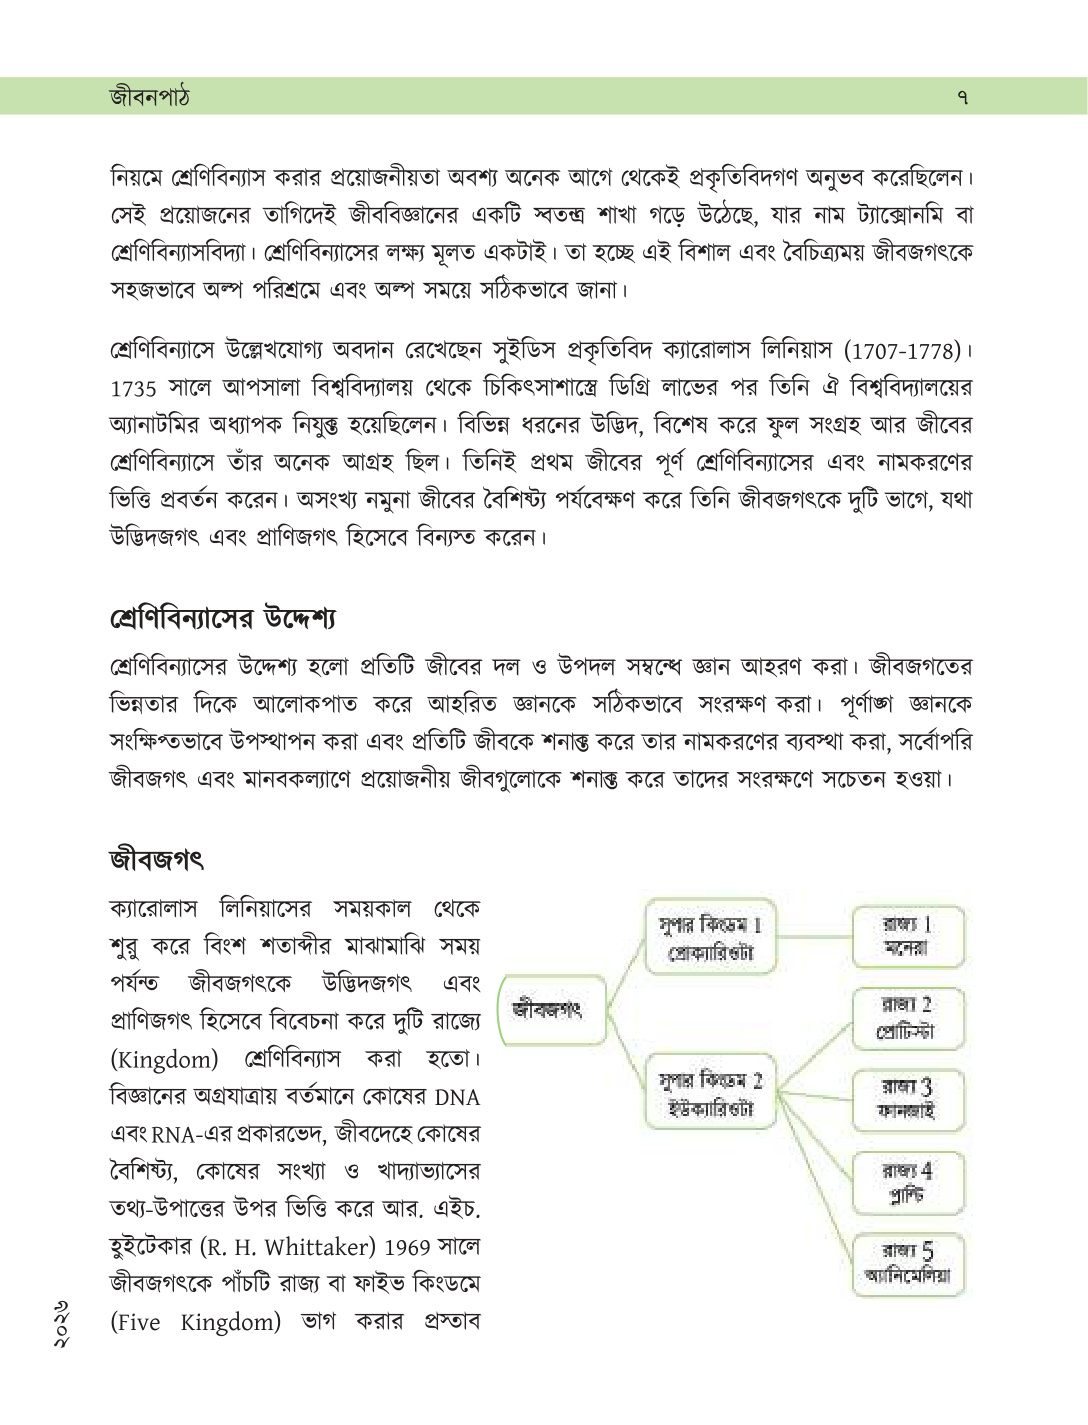 জীবনপাঠ ৭
নিয়মে শ্রেণিবিন্যাস করার প্রয়োজনীয়তা অবশ্য অনেক আগে থেকেই প্রকৃতিবিদগণ অনুভব করেছিলেন।
সেই প্রয়োজনের তাগিদেই জীববিজ্ঞানের একটি স্বতন্ত্র শাখা গড়ে উঠেছে, যার নাম ট্যাক্সোনমি বা
শ্রেণিবিন্যাসবিদ্যা। শ্রেণিবিন্যাসের লক্ষ্য মূলত একটাই। তা হচ্ছে এই বিশাল এবং বৈচিত্র্যময় জীবজগৎকে
সহজভাবে অল্প পরিশ্রমে এবং অল্প সময়ে সঠিকভাবে জানা।
শ্রেণিবিন্যাসে উল্লেখযোগ্য অবদান রেখেছেন সুইডিস প্রকৃতিবিদ ক্যারোলাস লিনিয়াস (1707-1778)।
1735 সালে আপসালা বিশ্ববিদ্যালয় থেকে চিকিৎসাশাস্ত্রে ডিগ্রি লাভের পর তিনি ঐ বিশ্ববিদ্যালয়ের
অ্যানাটমির অধ্যাপক নিযুক্ত হয়েছিলেন। বিভিন্ন ধরনের উদ্ভিদ, বিশেষ করে ফুল সংগ্রহ আর জীবের
শ্রেণিবিন্যাসে তাঁর অনেক আগ্রহ ছিল। তিনিই প্রথম জীবের পূর্ণ শ্রেণিবিন্যাসের এবং নামকরণের
ভিত্তি প্রবর্তন করেন। অসংখ্য নমুনা জীবের বৈশিষ্ট্য পর্যবেক্ষণ করে তিনি জীবজগৎকে দুটি ভাগে, যথা
উদ্ভিদজগৎ এবং প্রাণিজগৎ হিসেবে বিন্যস্ত করেন।
শ্রেণিবিন্যাসের উদ্দেশ্য
শ্রেণিবিন্যাসের উদ্দেশ্য হলো প্রতিটি জীবের দল ও উপদল সম্বন্ধে জ্ঞান আহরণ করা। জীবজগতের
ভিন্নতার দিকে আলোকপাত করে আহরিত জ্ঞানকে সঠিকভাবে সংরক্ষণ করা। পূর্ণাঙ্গ জ্ঞানকে
সংক্ষিপ্তভাবে উপস্থাপন করা এবং প্রতিটি জীবকে শনাক্ত করে তার নামকরণের ব্যবস্থা করা, সর্বোপরি
জীবজগৎ এবং মানবকল্যাণে প্রয়োজনীয় জীবগুলোকে শনাক্ত করে তাদের সংরক্ষণে সচেতন হওয়া।
জীবজগৎ
ক্যারোলাস লিনিয়াসের সময়কাল থেকে
শুরু করে বিংশ শতাব্দীর মাঝামাঝি সময়
পর্যন্ত জীবজগৎকে উদ্ভিদজগৎ এবং
প্রাণিজগৎ হিসেবে বিবেচনা করে দুটি রাজ্যে
(Kingdom) শ্রেণিবিন্যাস করা হতো।
বিজ্ঞানের অগ্রযাত্রায় বর্তমানে কোষের DNA
এবং RNA-এর প্রকারভেদ, জীবদেহে কোষের
বৈশিষ্ট্য, কোষের সংখ্যা ও খাদ্যাভ্যাসের
তথ্য-উপাত্তের উপর ভিত্তি করে আর. এইচ.
হুইটেকার (R. H. Whittaker) 1969 সালে
জীবজগৎকে পাঁচটি রাজ্য বা ফাইভ কিংডমে
(Five Kingdom) ভাগ করার প্রস্তাব
জীবজগৎ
সুপার কিংডম 1
প্রোক্যারিওটা
সুপার কিংডম 2
ইউক্যারিওটা
রাজ্য 1
মনেরা
রাজ্য 2
প্রোটিস্টা
রাজ্য 3
ফানজাই
রাজ্য 4
প্লান্টি
রাজ্য 5
অ্যানিমেলিয়া
২০২৬